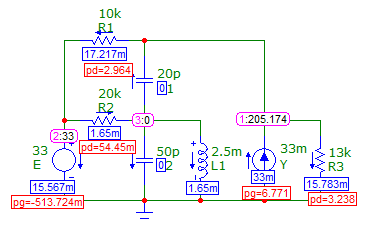 10k
R1
17.217m
pd=2.964
20p
0 1
20k
R2
2:33
3:0
1:205.174
1.65m
pd=54.45m
33
E
50p
0 2
2.5m
L1
33m
Y
13k
R3
15.567m
1.65m
33m
15.783m
pg=-513.724m
pg=6.771
pd=3.238